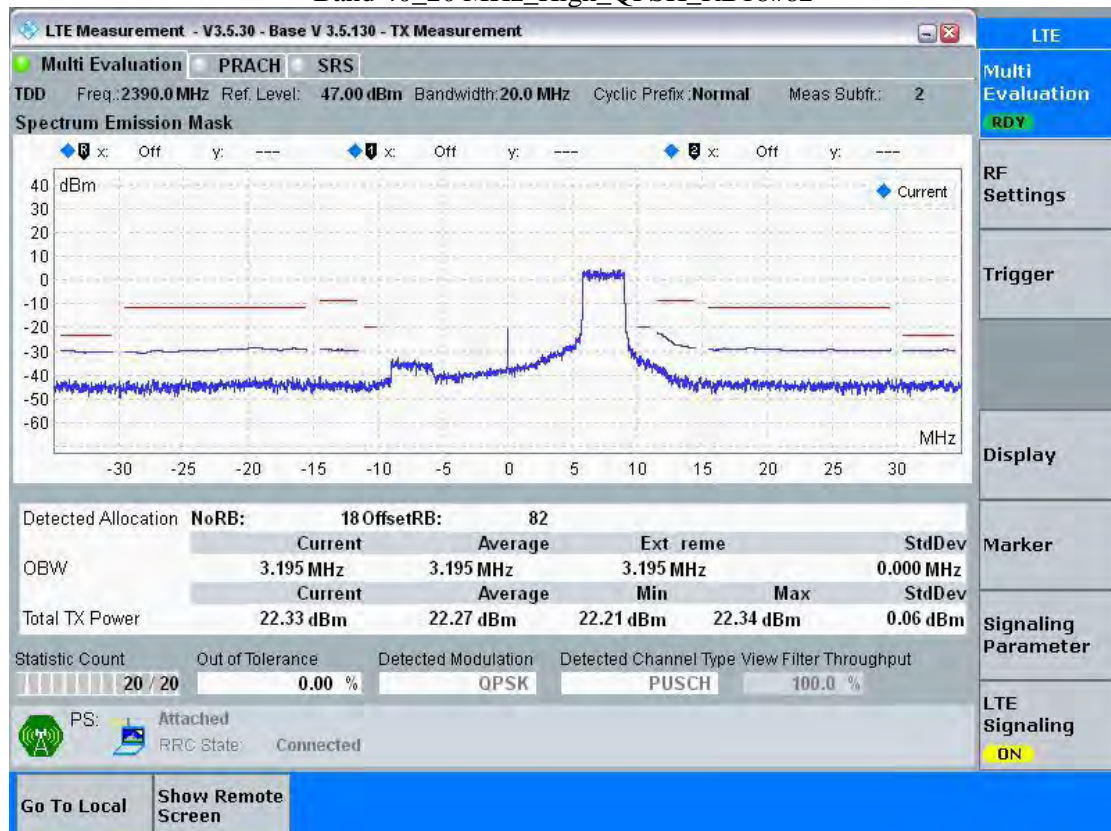 LTE Measurement - V3.5.30 - Base V 3.5.130 - TX Measurement
LTE
Multi Evaluation PRACH SRS
Multi Evaluation
RDY
TDD Freq.:2390.0 MHz Ref. Level: 47.00 dBm Bandwidth:20.0 MHz Cyclic Prefix :Normal Meas Subfr.: 2
Spectrum Emission Mask
R x: Off y: --- 1 x: Off y: --- 2 x: Off y: ---
40 dBm
Current
30
20
10
0
-10
-20
-30
-40
-50
-60
MHz
-30 -25 -20 -15 -10 -5 0 5 10 15 20 25 30
RF Settings
Trigger
Display
Marker
Signaling Parameter
LTE Signaling
ON
Detected Allocation NoRB: 18 OffsetRB: 82
Current Average Ext reme StdDev
OBW 3.195 MHz 3.195 MHz 3.195 MHz 0.000 MHz
Current Average Min Max StdDev
Total TX Power 22.33 dBm 22.27 dBm 22.21 dBm 22.34 dBm 0.06 dBm
Statistic Count Out of Tolerance Detected Modulation Detected Channel Type View Filter Throughput
20 / 20 0.00 % QPSK PUSCH 100.0 %
PS: Attached
RRC State: Connected
Go To Local Show Remote Screen